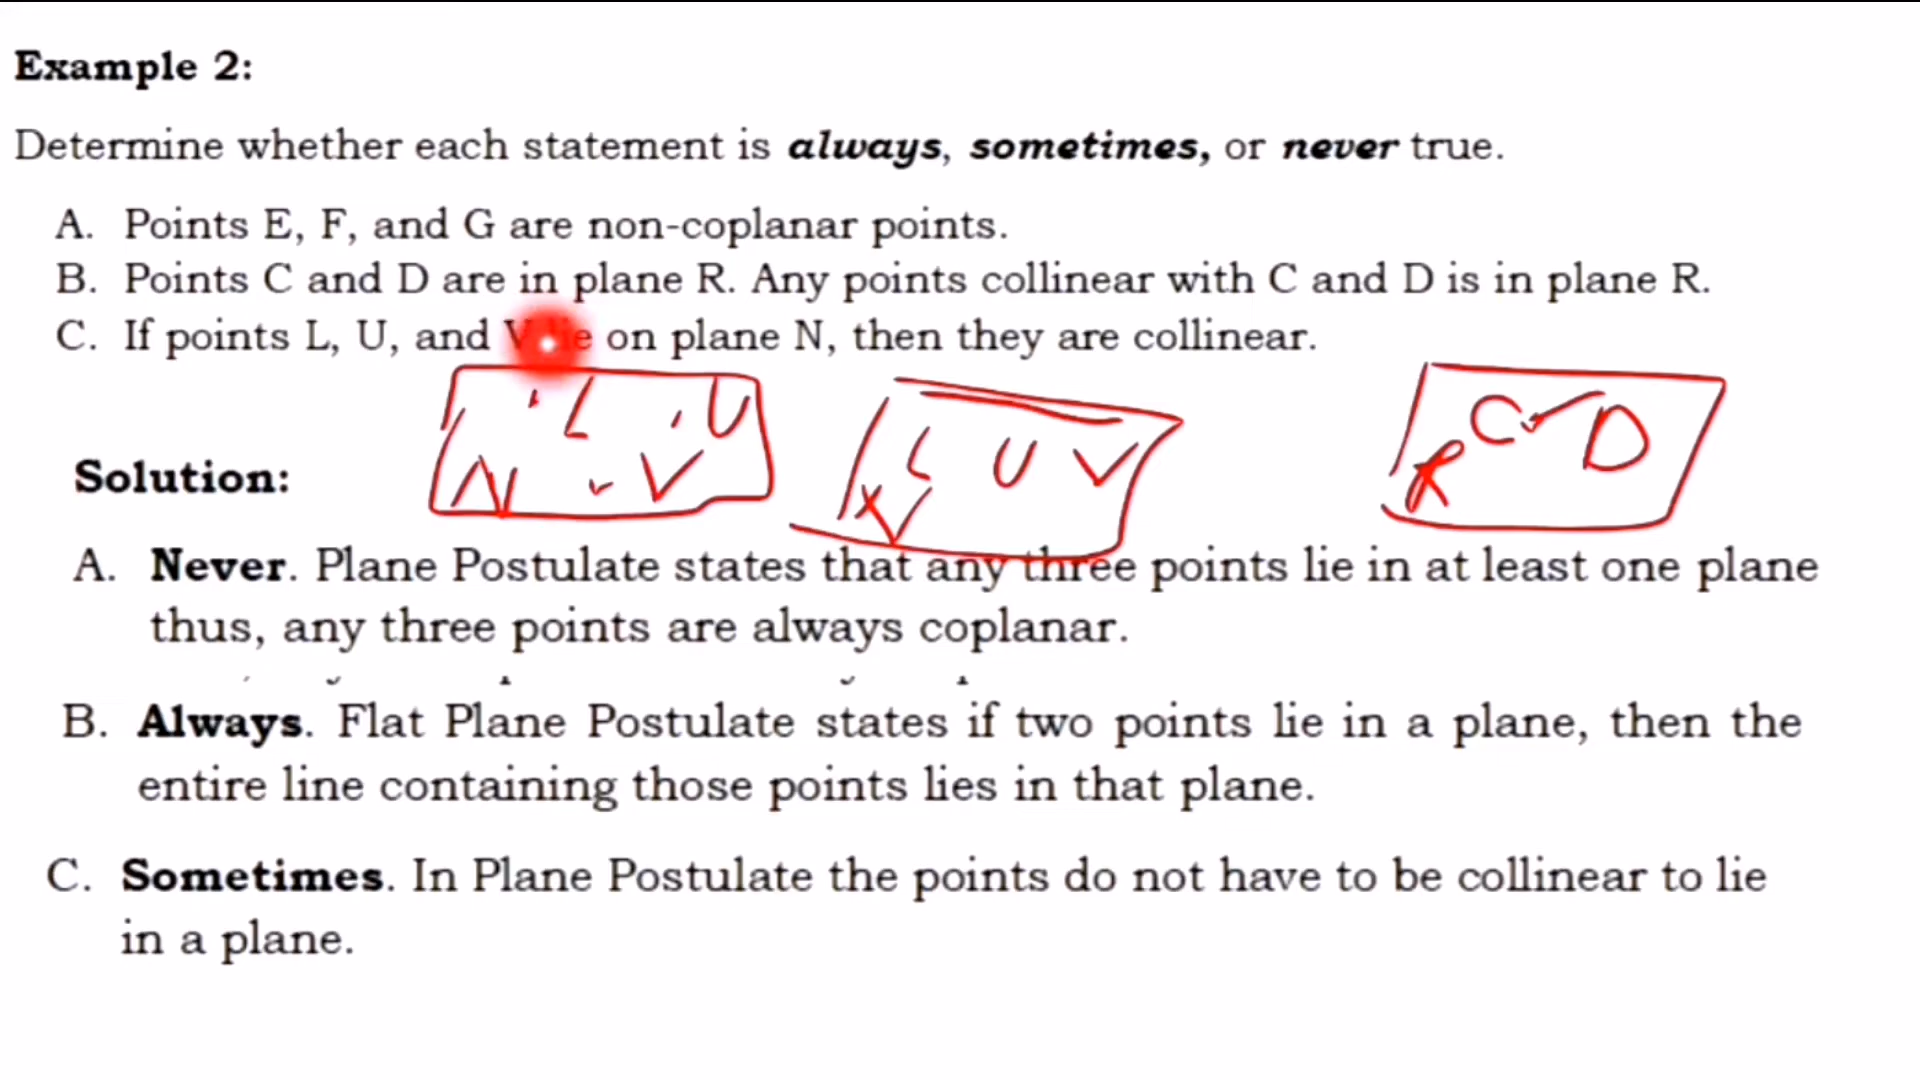 Example 2:
Determine whether each statement is always, sometimes, or never true.
A. Points E, F, and G are non-coplanar points.
B. Points C and D are in plane R. Any points collinear with C and D is in plane R.
C. If points L, U, and V lie on plane N, then they are collinear.
L U
N V
L U V
C D
R
Solution:
A. Never. Plane Postulate states that any three points lie in at least one plane
thus, any three points are always coplanar.
B. Always. Flat Plane Postulate states if two points lie in a plane, then the
entire line containing those points lies in that plane.
C. Sometimes. In Plane Postulate the points do not have to be collinear to lie
in a plane.